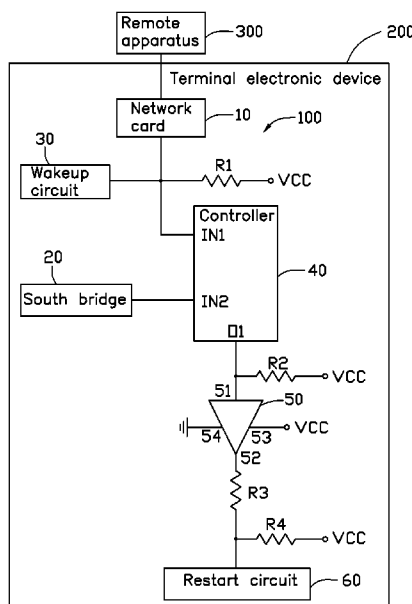 Remote
apparatus
300
200
Terminal electronic device
Network
card
10
100
30
Wakeup
circuit
R1
VCC
Controller
IN1
40
20
South bridge
IN2
O1
R2
VCC
51
50
54
53
VCC
52
R3
R4
VCC
Restart circuit
60